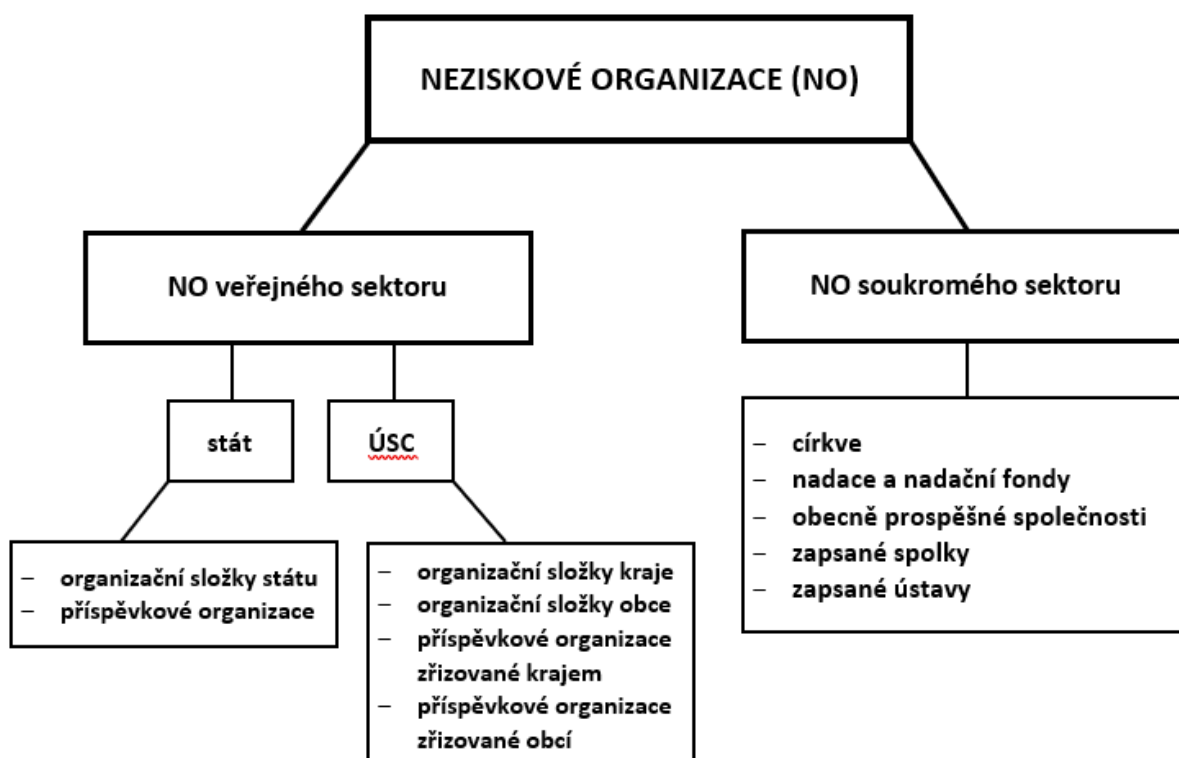 NEZISKOVÉ ORGANIZACE (NO)
NO veřejného sektoru
NO soukromého sektoru
stát
ÚSC
– organizační složky státu
– příspěvkové organizace
– organizační složky kraje
– organizační složky obce
– příspěvkové organizace
zřizované krajem
– příspěvkové organizace
zřizované obcí
– církve
– nadace a nadační fondy
– obecně prospěšné společnosti
– zapsané spolky
– zapsané ústavy